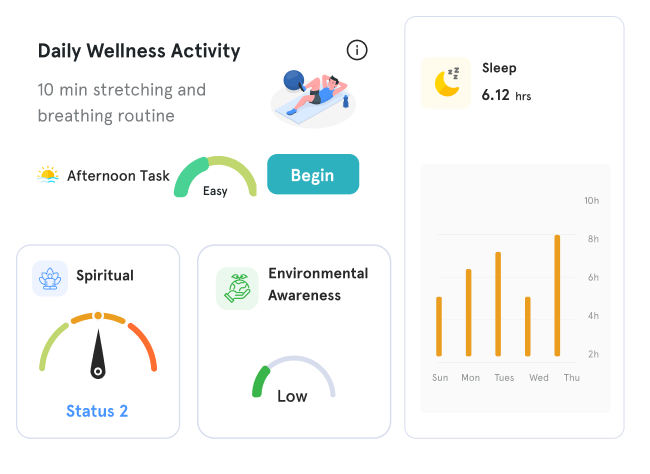 Daily Wellness Activity
10 min stretching and
breathing routine
Afternoon Task
Easy
Begin
Spiritual
Status 2
Environmental
Awareness
Low
Sleep
6.12 hrs
10h
8h
6h
4h
2h
Sun Mon Tues Wed Thu